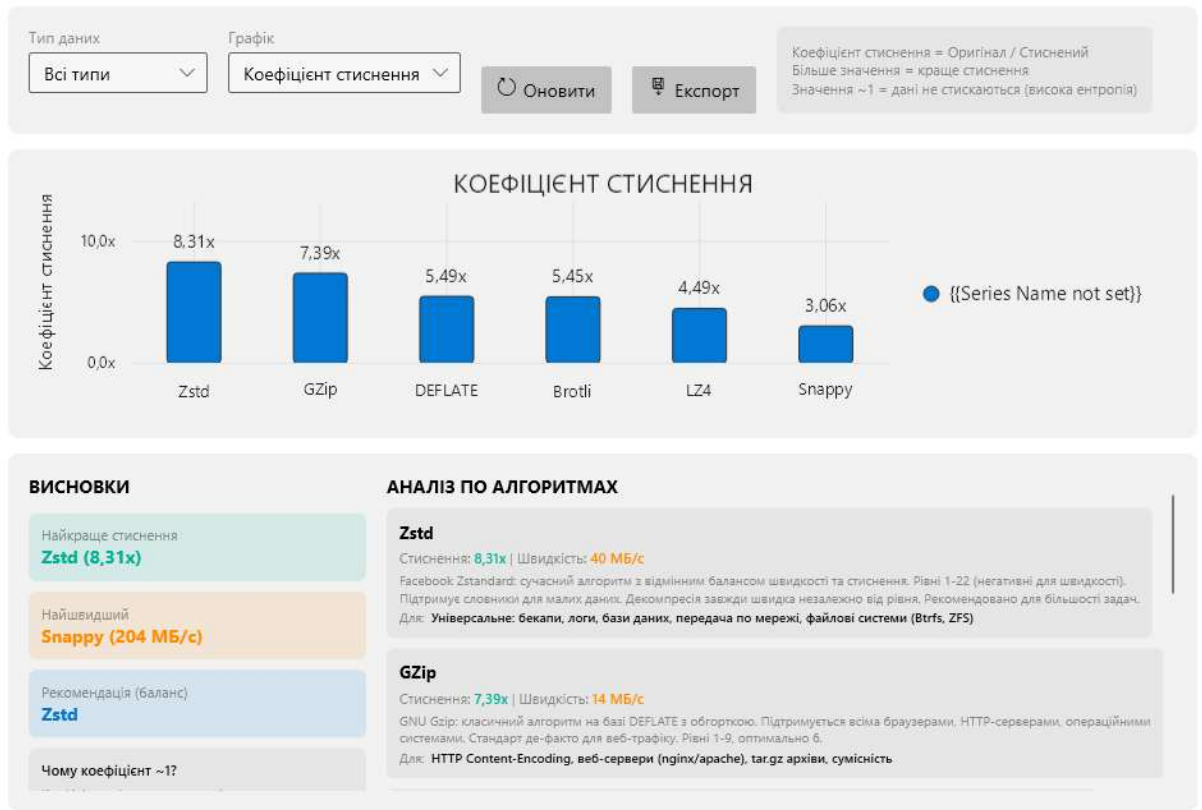 Тип даних
Всі типи
Графік
Коефіцієнт стиснення
Оновити
Експорт
Коефіцієнт стиснення = Оригінал / Стиснений
Більше значення = краще стиснення
Значення ~1 = дані не стискаються (висока ентропія)
КОЕФІЦІЄНТ СТИСНЕННЯ
Коефіцієнт стиснення
10,0x
0,0x
8,31x
7,39x
5,49x
5,45x
4,49x
3,06x
Zstd
GZip
DEFLATE
Brotli
LZ4
Snappy
{{Series Name not set}}
ВИСНОВКИ
Найкраще стиснення
Zstd (8,31x)
Найшвидший
Snappy (204 МБ/с)
Рекомендація (баланс)
Zstd
Чому коефіцієнт ~1?
АНАЛІЗ ПО АЛГОРИТМАХ
Zstd
Стиснення: 8,31x | Швидкість: 40 МБ/с
Facebook Zstandard: сучасний алгоритм з відмінним балансом швидкості та стиснення. Рівні 1-22 (негативні для швидкості).
Підтримує словники для малих даних. Декомпресія завжди швидка незалежно від рівня. Рекомендовано для більшості задач.
Для: Універсальне: бекапи, логи, бази даних, передача по мережі, файлові системи (Btrfs, ZFS)
GZip
Стиснення: 7,39x | Швидкість: 14 МБ/с
GNU Gzip: класичний алгоритм на базі DEFLATE з обгорткою. Підтримується всіма браузерами, HTTP-серверами, операційними
системами. Стандарт де-факто для веб-трафіку. Рівні 1-9, оптимально 6.
Для: HTTP Content-Encoding, веб-сервери (nginx/apache), tar.gz архіви, сумісність